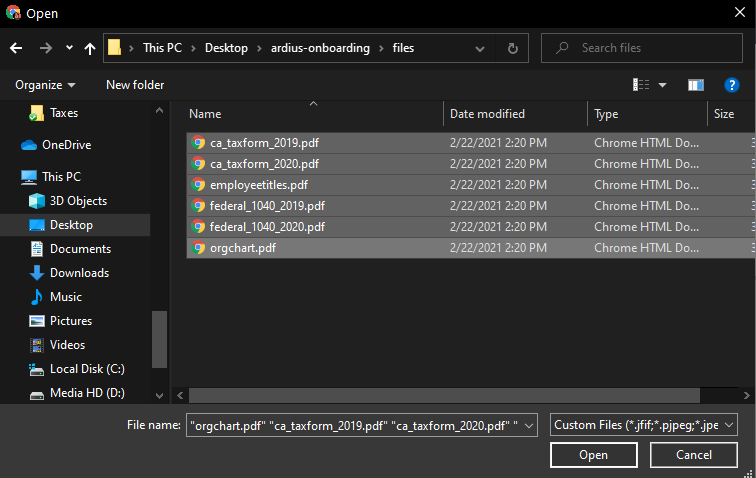 Open
This PC > Desktop > ardius-onboarding > files
Search files
Organize
New folder
Name
Date modified
Type
Size
Taxes
OneDrive
This PC
3D Objects
Desktop
Documents
Downloads
Music
Pictures
Videos
Local Disk (C:)
Media HD (D:)
ca_taxform_2019.pdf 2/22/2021 2:20 PM Chrome HTML Do... 3
ca_taxform_2020.pdf 2/22/2021 2:20 PM Chrome HTML Do... 3
employeetitles.pdf 2/22/2021 2:20 PM Chrome HTML Do... 3
federal_1040_2019.pdf 2/22/2021 2:20 PM Chrome HTML Do... 3
federal_1040_2020.pdf 2/22/2021 2:20 PM Chrome HTML Do... 3
orgchart.pdf 2/22/2021 2:20 PM Chrome HTML Do... 3
File name: "orgchart.pdf" "ca_taxform_2019.pdf" "ca_taxform_2020.pdf" "
Custom Files (*.jfif;*.pjpeg;*.jpe
Open
Cancel